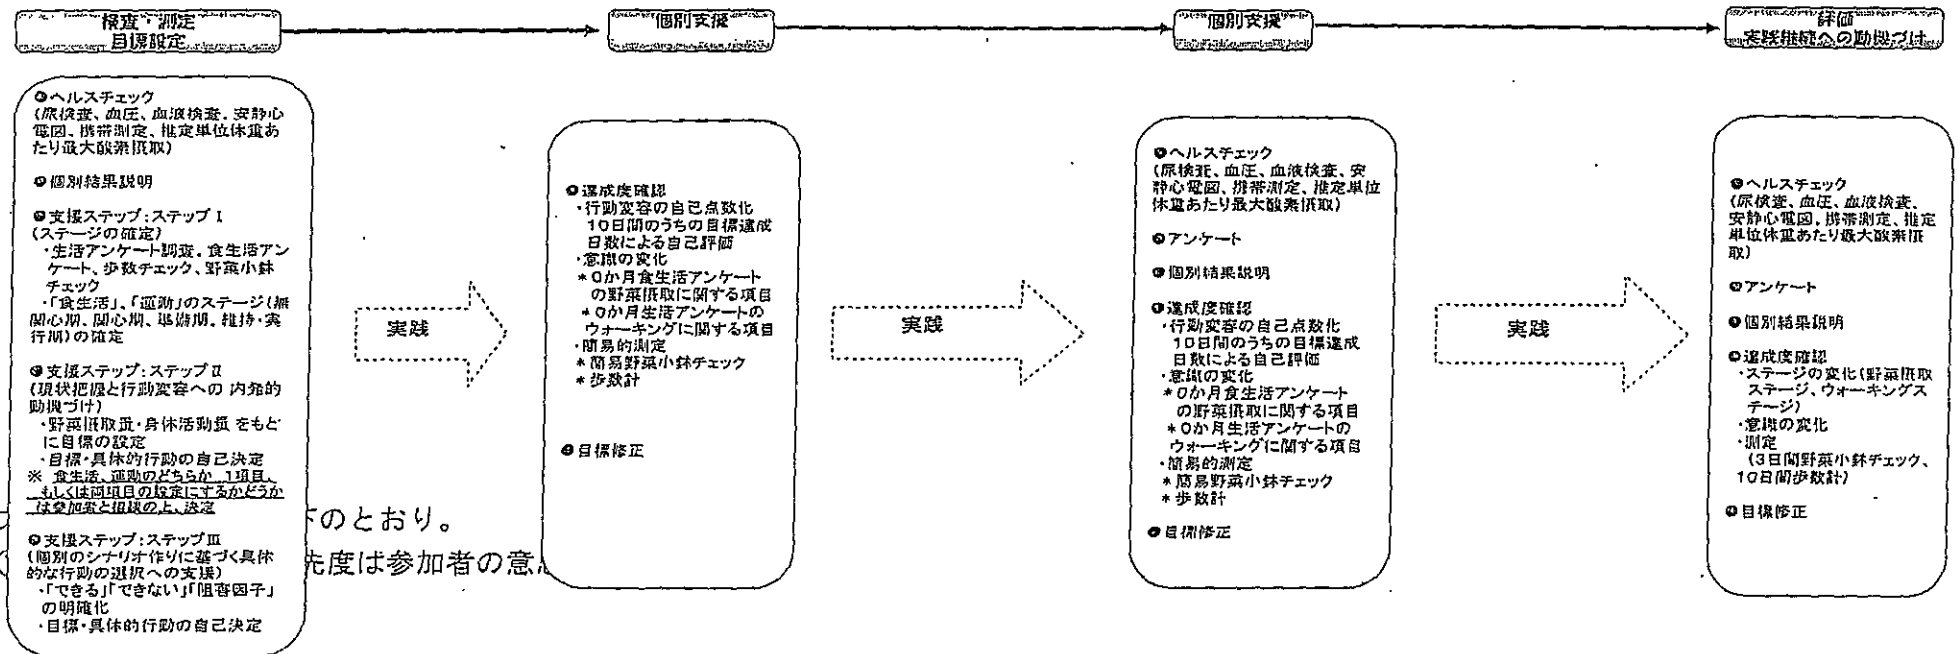 検査・測定
目標設定
個別支援
個別支援
評価
実践継続への動機づけ
●ヘルスチェック
(尿検査、血圧、血液検査、安静心
電図、携帯測定、推定単位体重あ
たり最大酸素摂取)
●個別結果説明
●支援ステップ:ステップⅠ
(ステージの確定)
・生活アンケート調査、食生活アン
ケート、歩数チェック、野菜小鉢
チェック
・「食生活」、「運動」のステージ(無
関心期、関心期、準備期、維持・実
行期)の確定
●支援ステップ:ステップⅡ
(現状把握と行動変容への 内発的
動機づけ)
・野菜摂取量・身体活動量 をもと
に目標の設定
・目標・具体的行動の自己決定
※ 食生活、運動のどちらか 1項目、
もしくは両項目の設定にするかどうか
は参加者と相談の上、決定
●支援ステップ:ステップⅢ
(個別のシナリオ作りに基づく具体
的な行動の選択への支援)
・「できる」「できない」「阻害因子」
の明確化
・目標・具体的行動の自己決定
実践
●達成度確認
・行動変容の自己点数化
10日間のうちの目標達成
日数による自己評価
・意識の変化
*0か月食生活アンケート
の野菜摂取に関する項目
*0か月生活アンケートの
ウォーキングに関する項目
・簡易的測定
*簡易野菜小鉢チェック
*歩数計
●目標修正
実践
●ヘルスチェック
(尿検査、血圧、血液検査、安
静心電図、携帯測定、推定単位
体重あたり最大酸素摂取)
●アンケート
●個別結果説明
●達成度確認
・行動変容の自己点数化
10日間のうちの目標達成
日数による自己評価
・意識の変化
*0か月食生活アンケート
の野菜摂取に関する項目
*0か月生活アンケートの
ウォーキングに関する項目
・簡易的測定
*簡易野菜小鉢チェック
*歩数計
●目標修正
実践
●ヘルスチェック
(尿検査、血圧、血液検査、
安静心電図、携帯測定、推定
単位体重あたり最大酸素摂
取)
●アンケート
●個別結果説明
●達成度確認
・ステージの変化(野菜摂取
ステージ、ウォーキングス
テージ)
・意識の変化
・測定
(3日間野菜小鉢チェック、
10日間歩数計)
●目標修正
のとおり。
先度は参加者の意